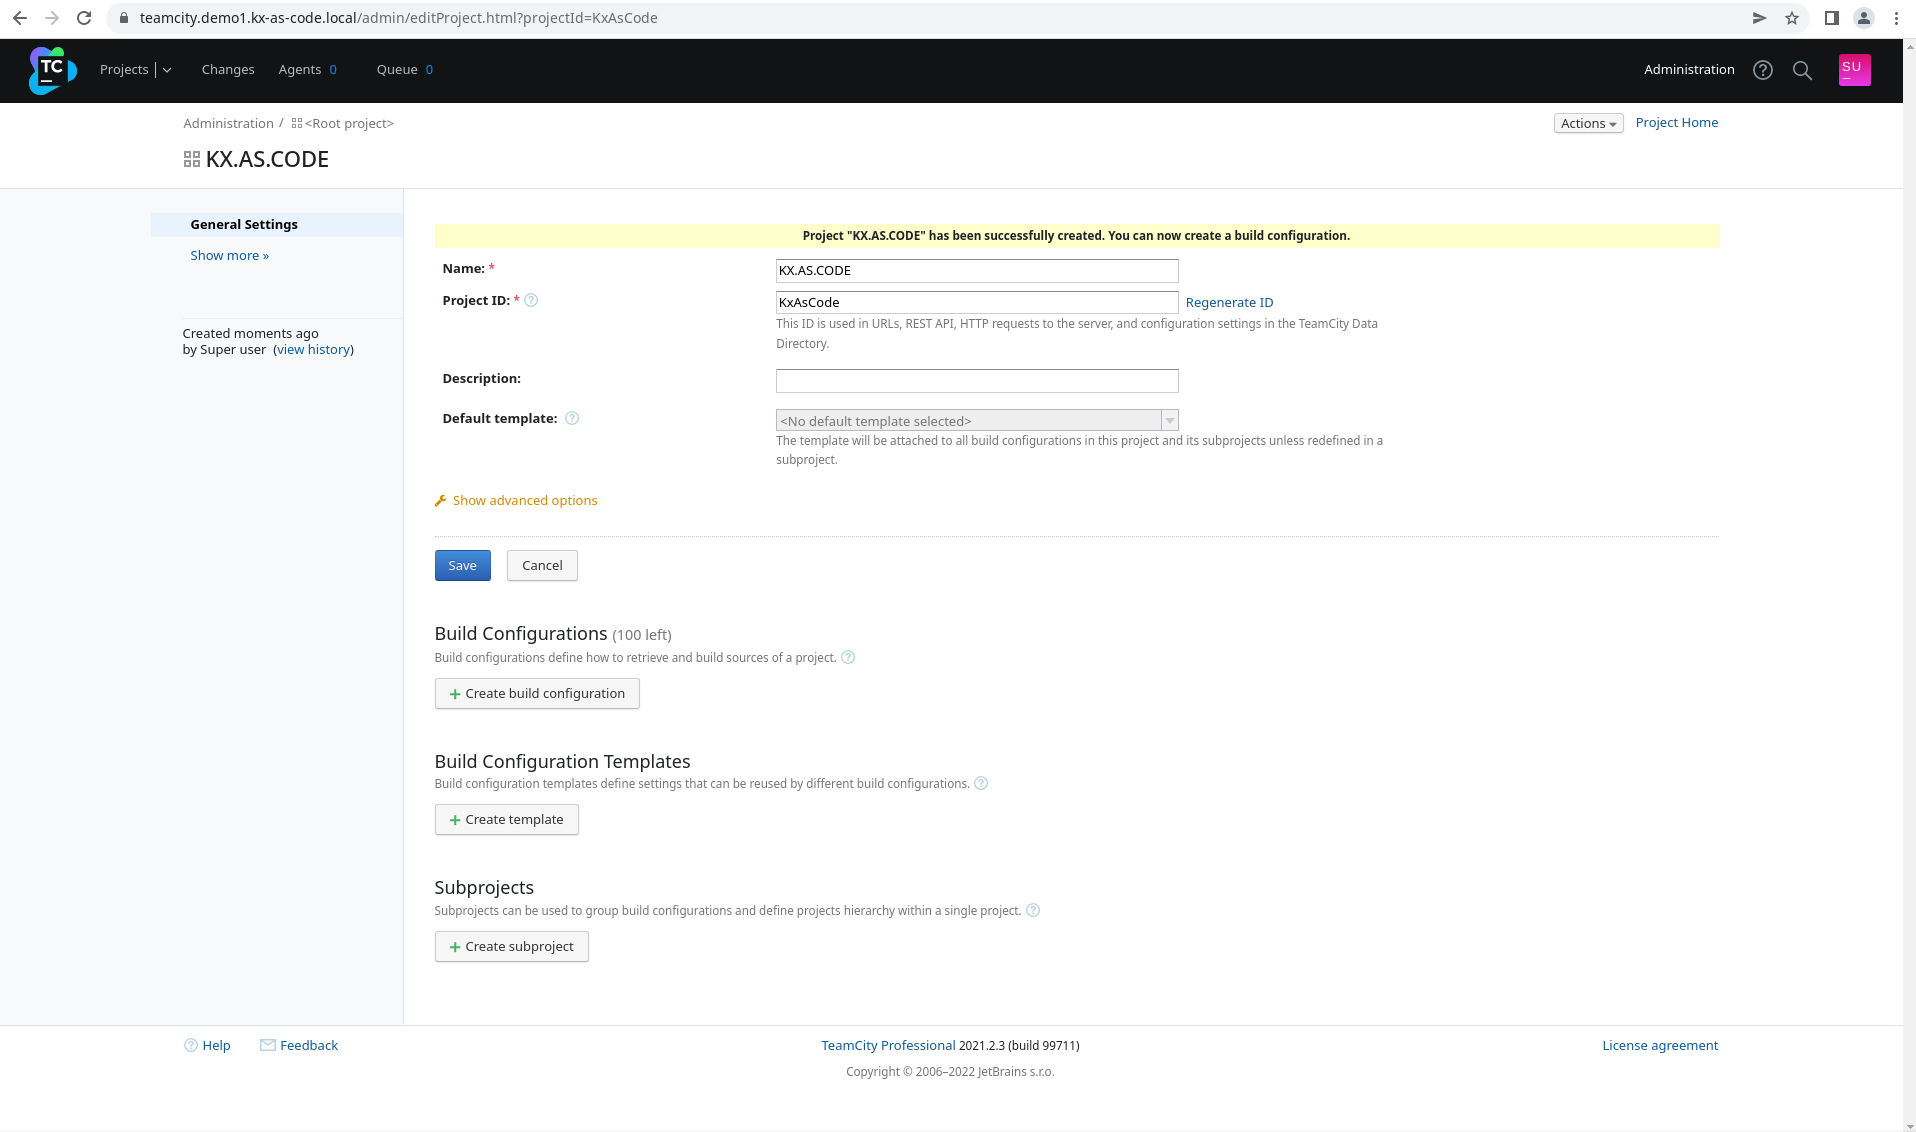 teamcity.demo1.kx-as-code.local/admin/editProject.html?projectId=KxAsCode
TC
Projects
Changes
Agents 0
Queue 0
Administration
SU
Administration / <Root project>
Actions
Project Home
KX.AS.CODE
General Settings
Show more »
Created moments ago
by Super user (view history)
Project "KX.AS.CODE" has been successfully created. You can now create a build configuration.
Name: *
KX.AS.CODE
Project ID: *
KxAsCode
Regenerate ID
This ID is used in URLs, REST API, HTTP requests to the server, and configuration settings in the TeamCity Data
Directory.
Description:
Default template:
<No default template selected>
The template will be attached to all build configurations in this project and its subprojects unless redefined in a
subproject.
Show advanced options
Save
Cancel
Build Configurations (100 left)
Build configurations define how to retrieve and build sources of a project.
Create build configuration
Build Configuration Templates
Build configuration templates define settings that can be reused by different build configurations.
Create template
Subprojects
Subprojects can be used to group build configurations and define projects hierarchy within a single project.
Create subproject
Help
Feedback
TeamCity Professional 2021.2.3 (build 99711)
License agreement
Copyright © 2006–2022 JetBrains s.r.o.